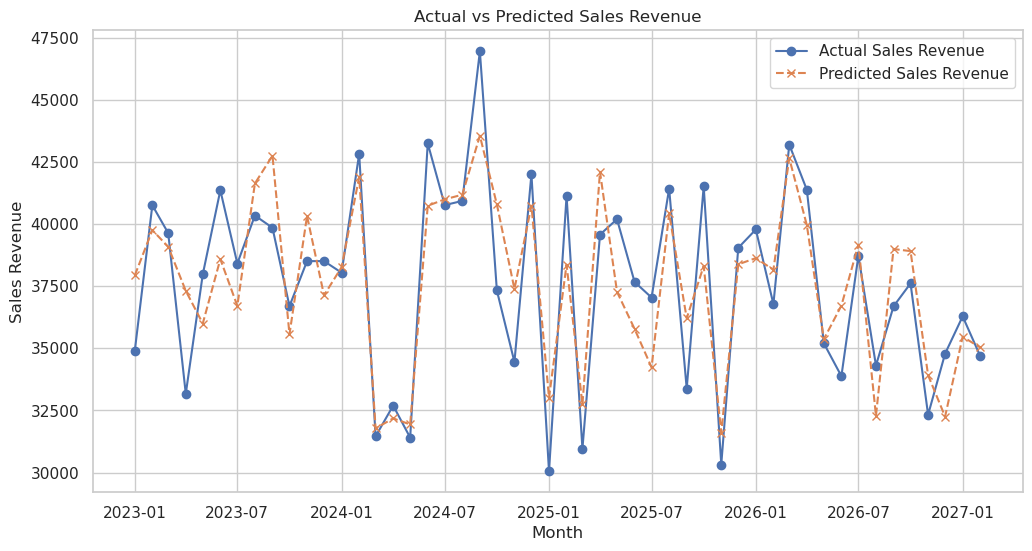 Actual vs Predicted Sales Revenue
Actual Sales Revenue
Predicted Sales Revenue
47500
45000
42500
40000
37500
35000
32500
30000
Sales Revenue
2023-01 2023-07 2024-01 2024-07 2025-01 2025-07 2026-01 2026-07 2027-01
Month